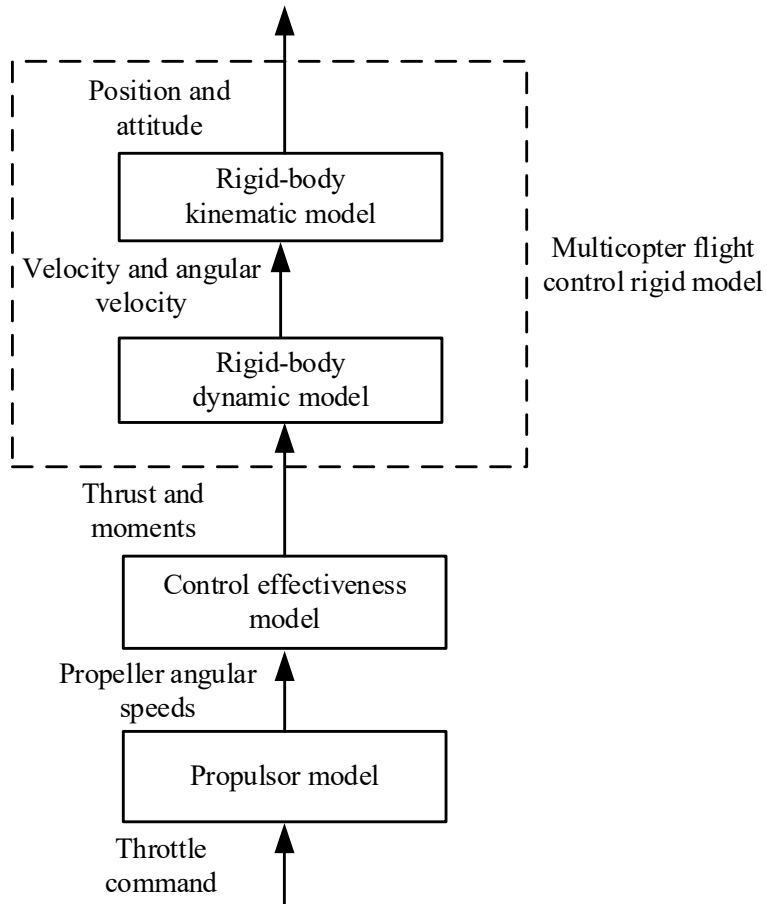 Position and
attitude
Rigid-body
kinematic model
Velocity and angular
velocity
Multicopter flight
control rigid model
Rigid-body
dynamic model
Thrust and
moments
Control effectiveness
model
Propeller angular
speeds
Propulsor model
Throttle
command